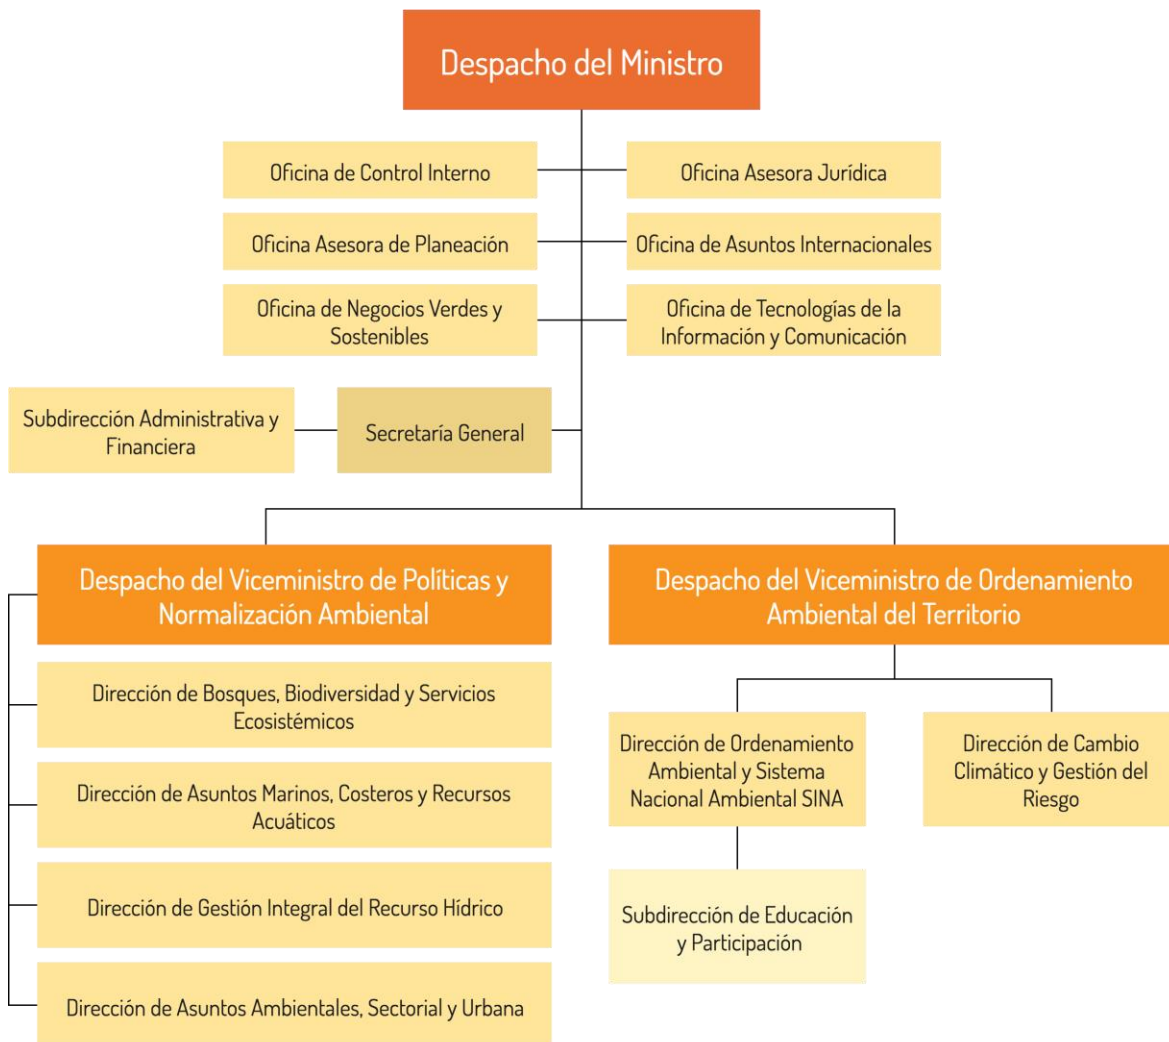 Despacho del Ministro
Oficina de Control Interno
Oficina Asesora Jurídica
Oficina Asesora de Planeación
Oficina de Asuntos Internacionales
Oficina de Negocios Verdes y
Sostenibles
Oficina de Tecnologías de la
Información y Comunicación
Subdirección Administrativa y
Financiera
Secretaría General
Despacho del Viceministro de Políticas y
Normalización Ambiental
Dirección de Bosques, Biodiversidad y Servicios
Ecosistémicos
Dirección de Asuntos Marinos, Costeros y Recursos
Acuáticos
Dirección de Gestión Integral del Recurso Hídrico
Dirección de Asuntos Ambientales, Sectorial y Urbana
Despacho del Viceministro de Ordenamiento
Ambiental del Territorio
Dirección de Ordenamiento
Ambiental y Sistema
Nacional Ambiental SINA
Subdirección de Educación
y Participación
Dirección de Cambio
Climático y Gestión del
Riesgo